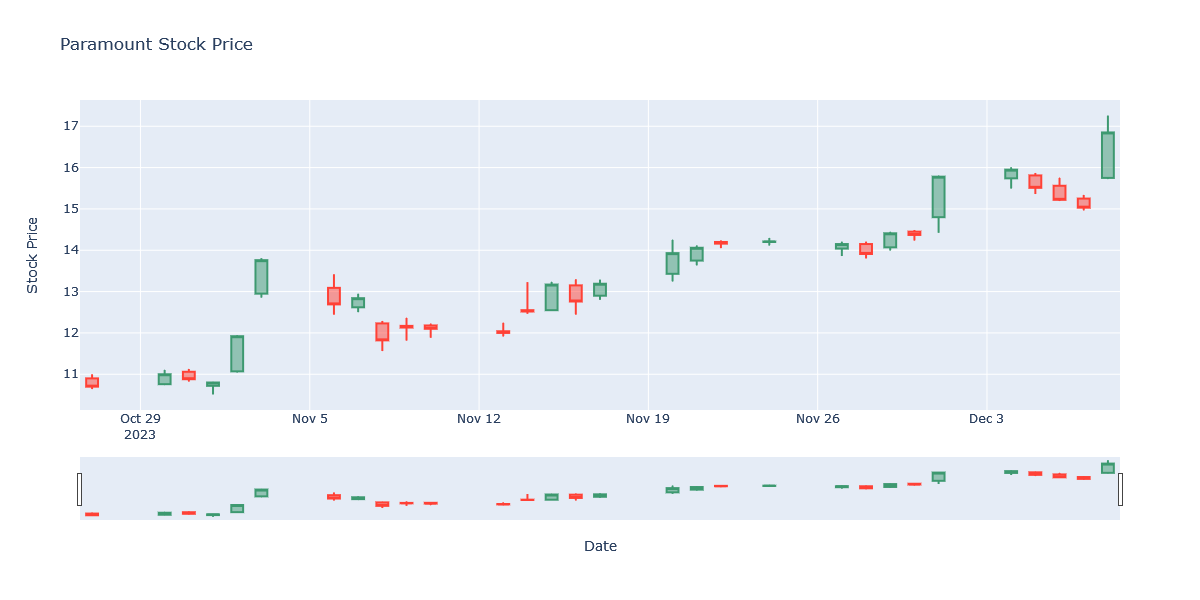 Paramount Stock Price
Stock Price
17
16
15
14
13
12
11
Oct 29
2023
Nov 5
Nov 12
Nov 19
Nov 26
Dec 3
Date